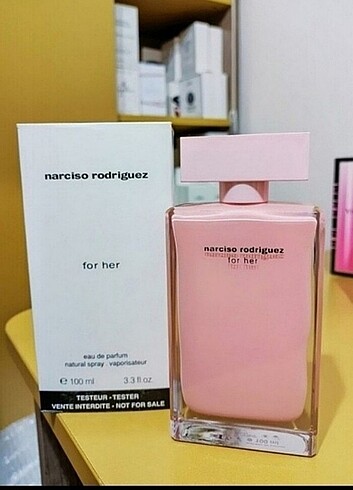 narciso rodriguez
for her
eau de parfum
natural spray . vaporisateur
℮ 100 ml 3.3 fl oz.
TESTEUR - TESTER
VENTE INTERDITE - NOT FOR SALE
narciso rodriguez
for her